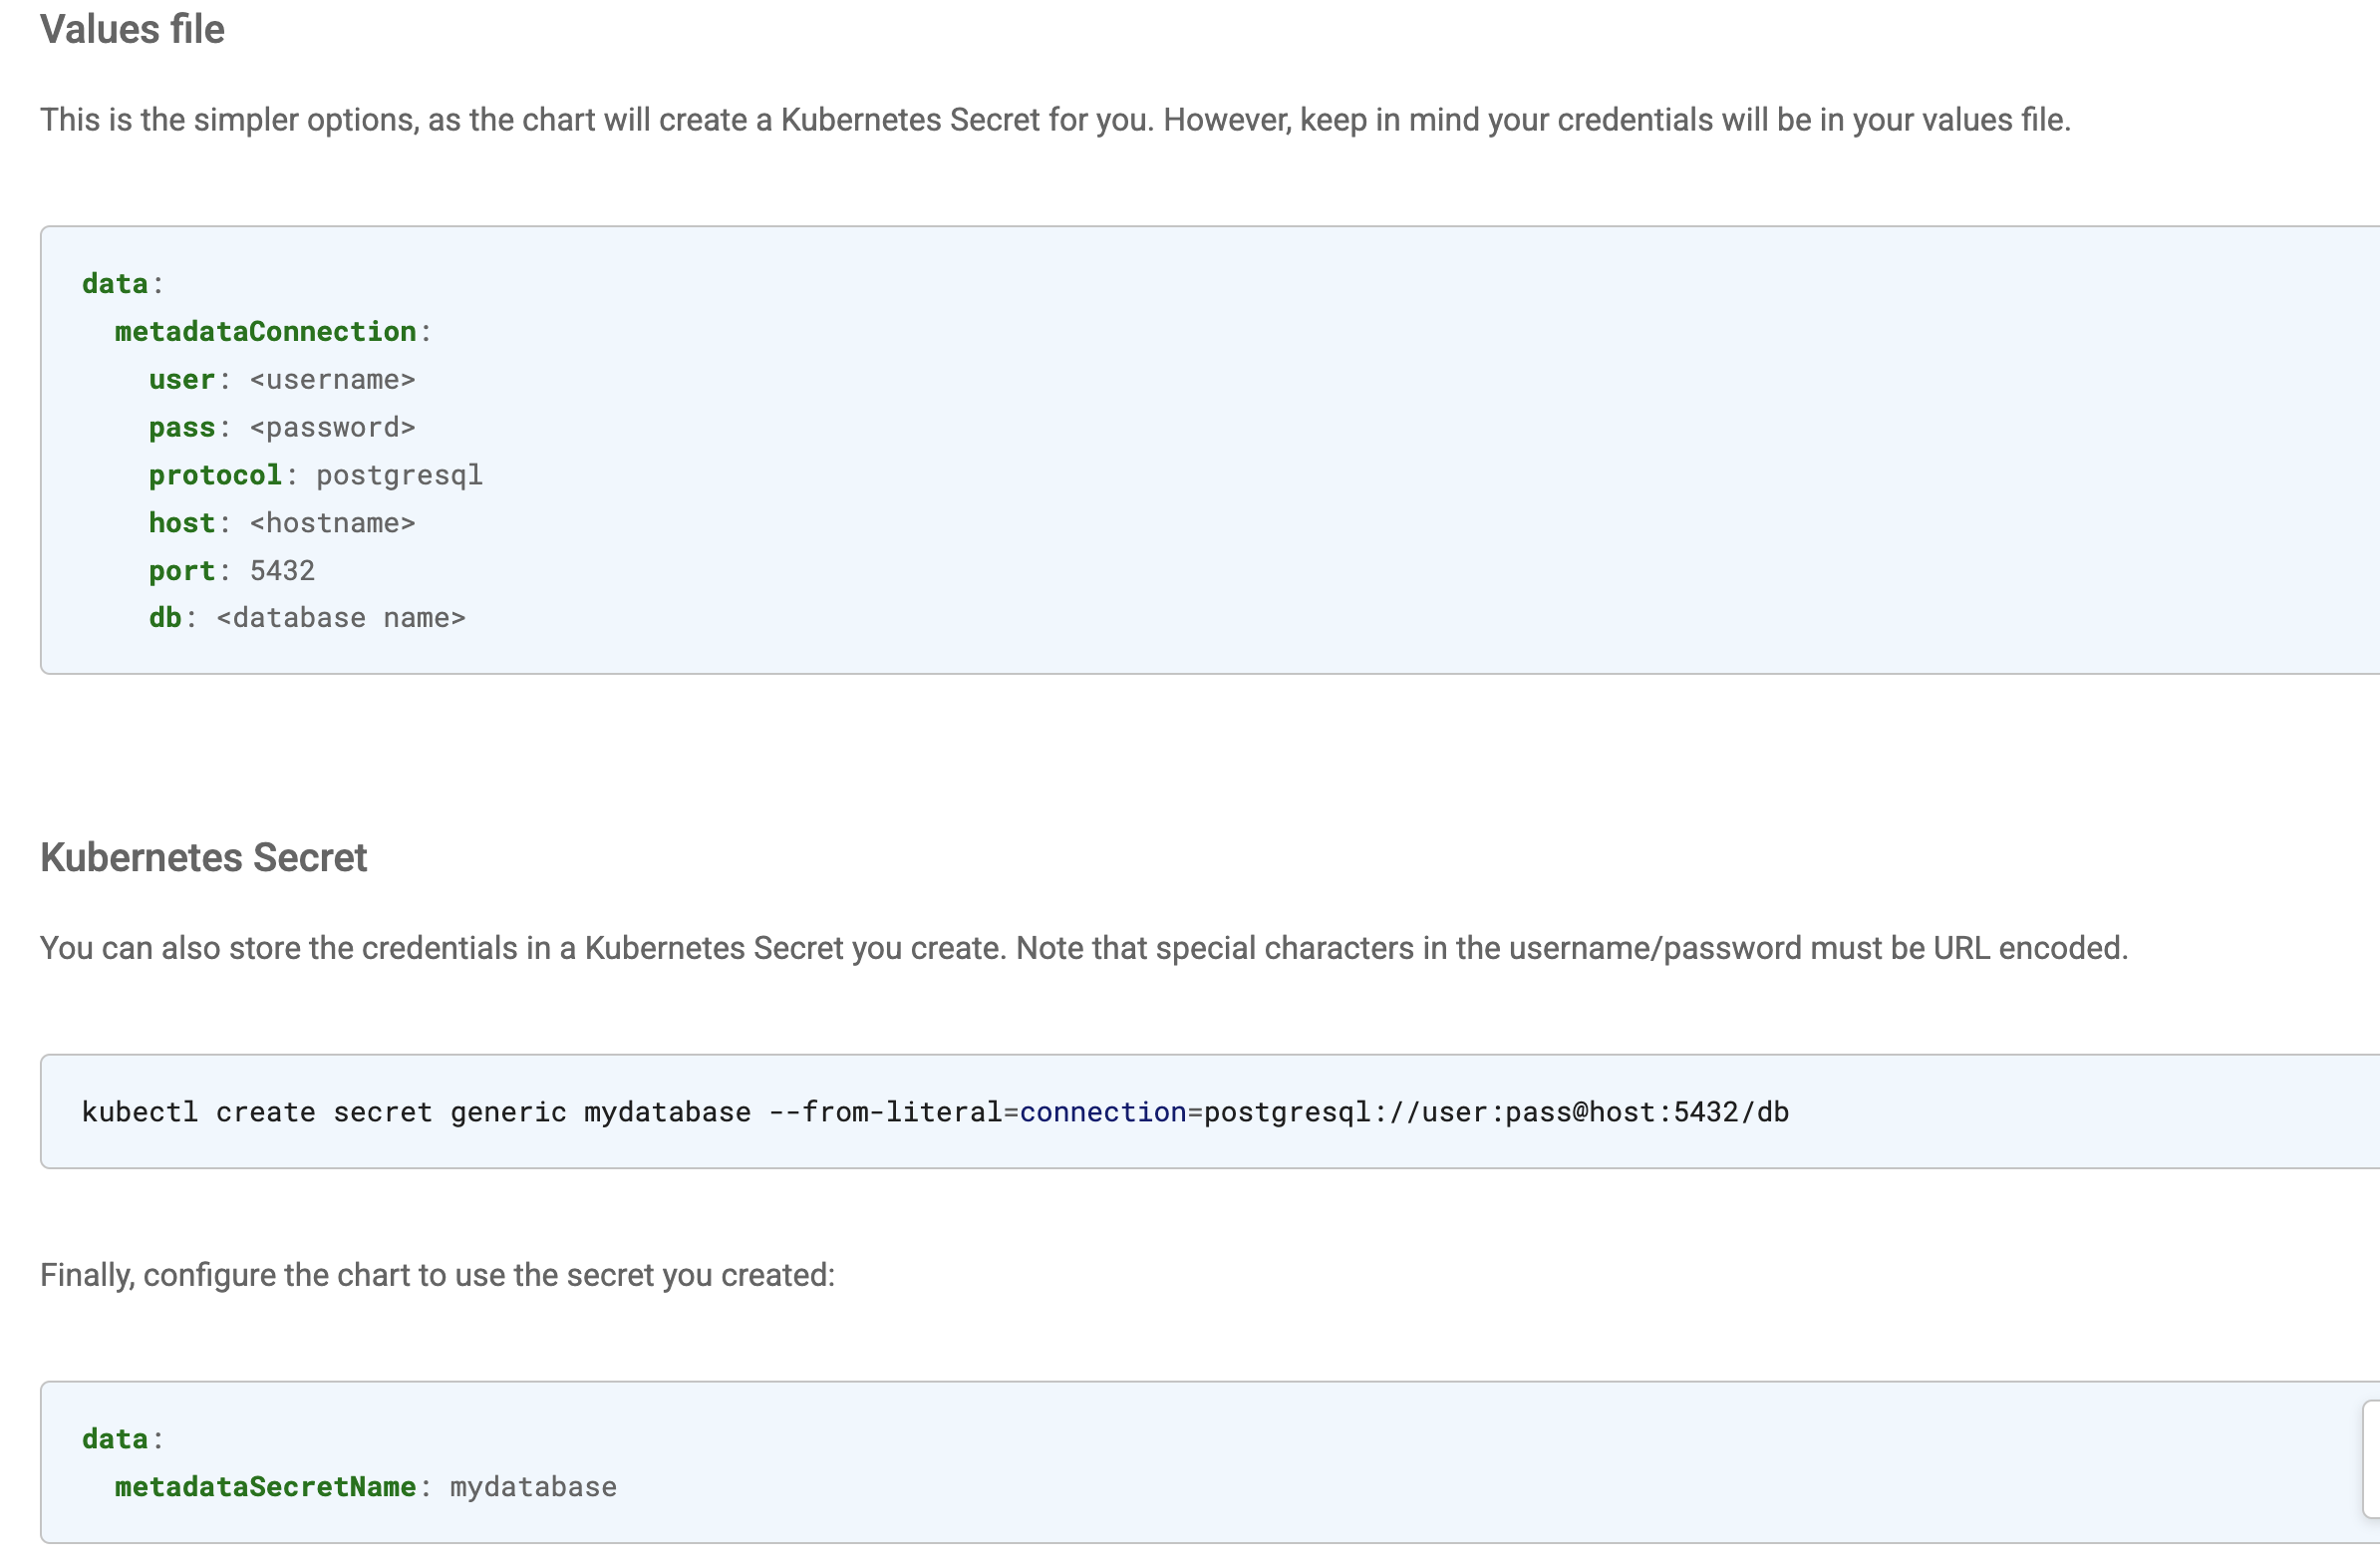 Values file
This is the simpler options, as the chart will create a Kubernetes Secret for you. However, keep in mind your credentials will be in your values file.
data:
  metadataConnection:
    user: <username>
    pass: <password>
    protocol: postgresql
    host: <hostname>
    port: 5432
    db: <database name>
Kubernetes Secret
You can also store the credentials in a Kubernetes Secret you create. Note that special characters in the username/password must be URL encoded.
kubectl create secret generic mydatabase --from-literal=connection=postgresql://user:pass@host:5432/db
Finally, configure the chart to use the secret you created:
data:
  metadataSecretName: mydatabase